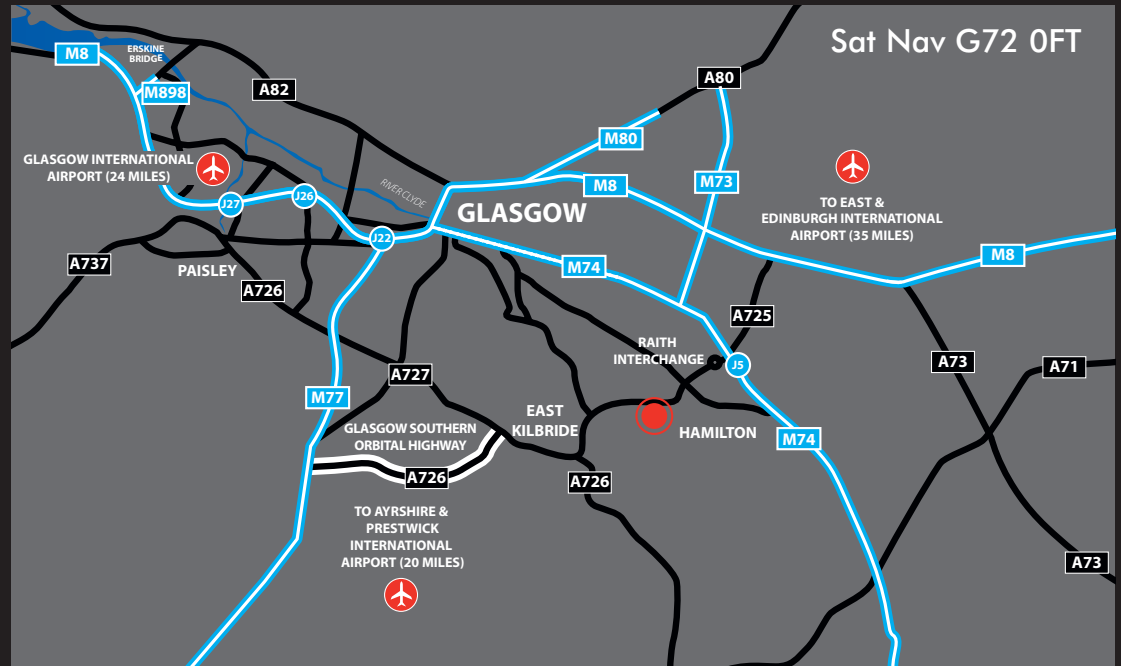 Sat Nav G72 0FT
M8
ERSKINE
BRIDGE
M898
A82
A80
M80
GLASGOW INTERNATIONAL
AIRPORT (24 MILES)
J27
J26
RIVER CLYDE
M8
M73
GLASGOW
TO EAST &
EDINBURGH INTERNATIONAL
AIRPORT (35 MILES)
J22
M8
A737
PAISLEY
A726
M74
A725
RAITH
INTERCHANGE
J5
A73
A71
A727
M77
EAST
KILBRIDE
GLASGOW SOUTHERN
ORBITAL HIGHWAY
HAMILTON
M74
A726
A726
TO AYRSHIRE &
PRESTWICK
INTERNATIONAL
AIRPORT (20 MILES)
A73